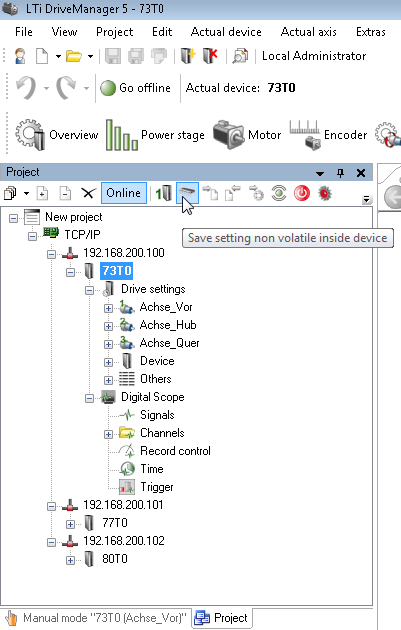 LTi DriveManager 5 - 73T0
File View Project Edit Actual device Actual axis Extras
Local Administrator
Go offline Actual device: 73T0
Overview Power stage Motor Encoder
Project
Online
Save setting non volatile inside device
New project
TCP/IP
192.168.200.100
73T0
Drive settings
Achse_Vor
Achse_Hub
Achse_Quer
Device
Others
Digital Scope
Signals
Channels
Record control
Time
Trigger
192.168.200.101
77T0
192.168.200.102
80T0
Manual mode "73T0 (Achse_Vor)" Project